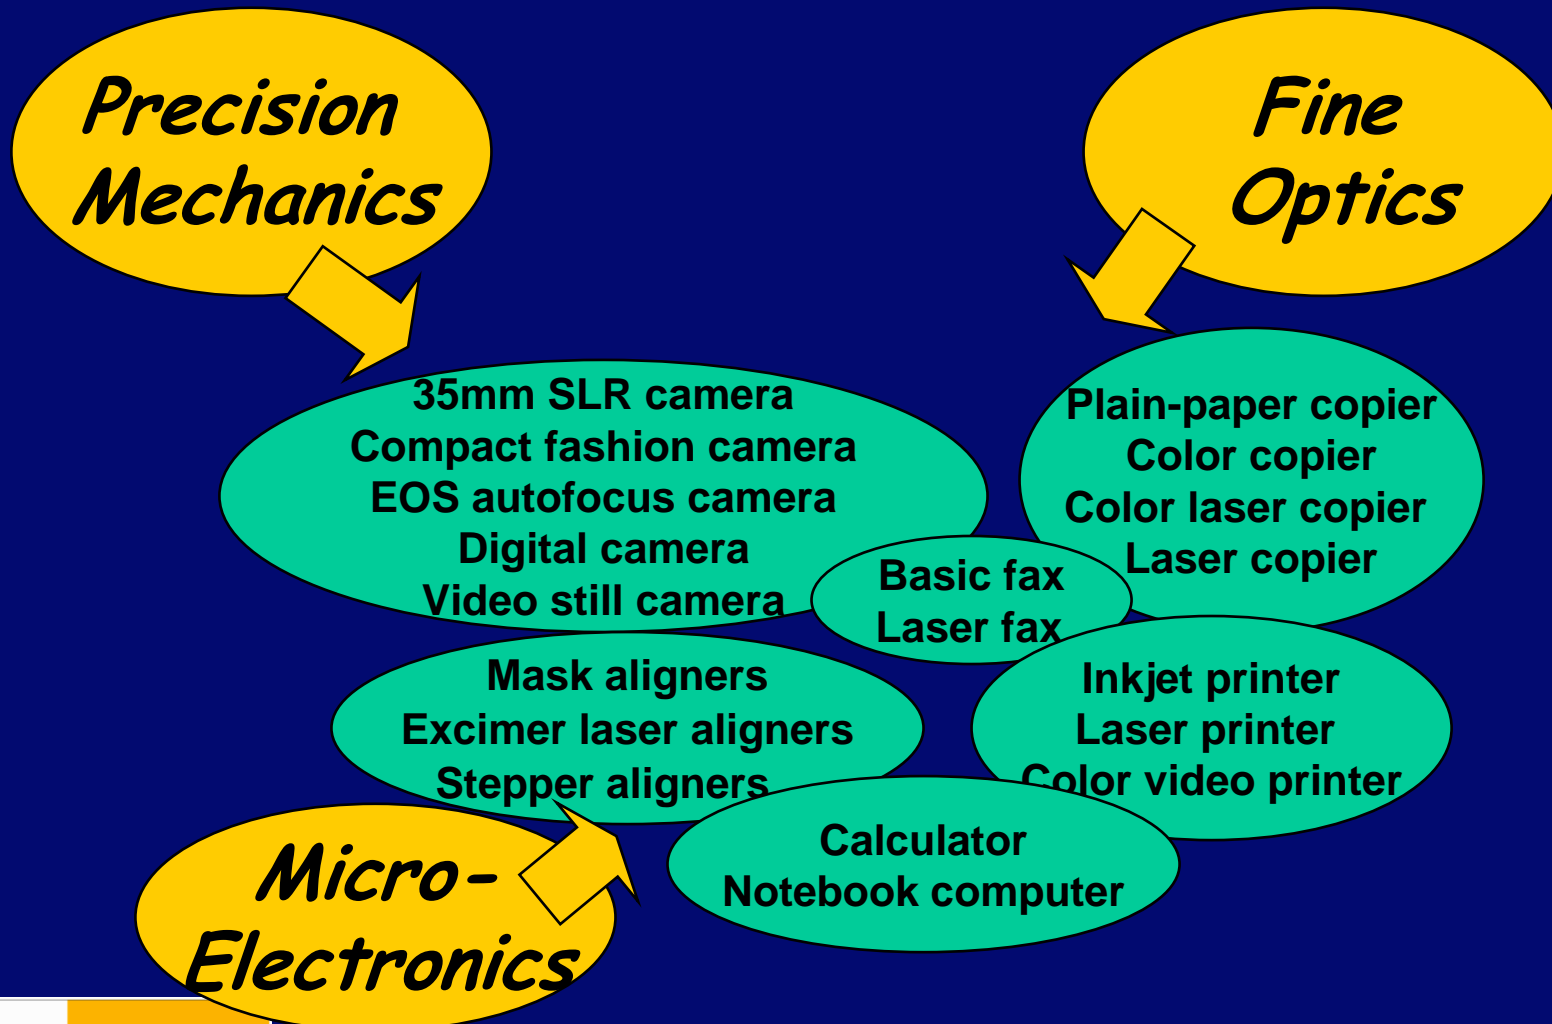 Precision
Mechanics
Fine
Optics
35mm SLR camera
Compact fashion camera
EOS autofocus camera
Digital camera
Video still camera
Plain-paper copier
Color copier
Color laser copier
Laser copier
Basic fax
Laser fax
Mask aligners
Excimer laser aligners
Stepper aligners
Inkjet printer
Laser printer
Color video printer
Calculator
Notebook computer
Micro-
Electronics